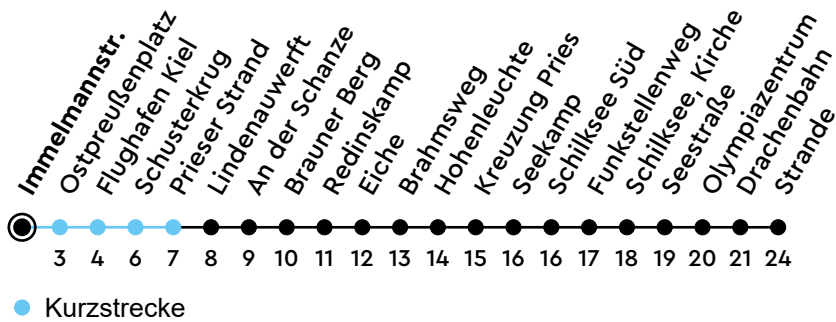 Immelmannstr.
Ostpreußenplatz
Flughafen Kiel
Schusterkrug
Prieser Strand
Lindenauwerft
An der Schanze
Brauner Berg
Redinskamp
Eiche
Brahmsweg
Hohenleuchte
Kreuzung Pries
Seekamp
Schilksee Süd
Funkstellenweg
Schilksee, Kirche
Seestraße
Olympiazentrum
Drachenbahn
Strande
3 4 6 7 8 9 10 11 12 13 14 15 16 16 17 18 19 20 21 24
Kurzstrecke